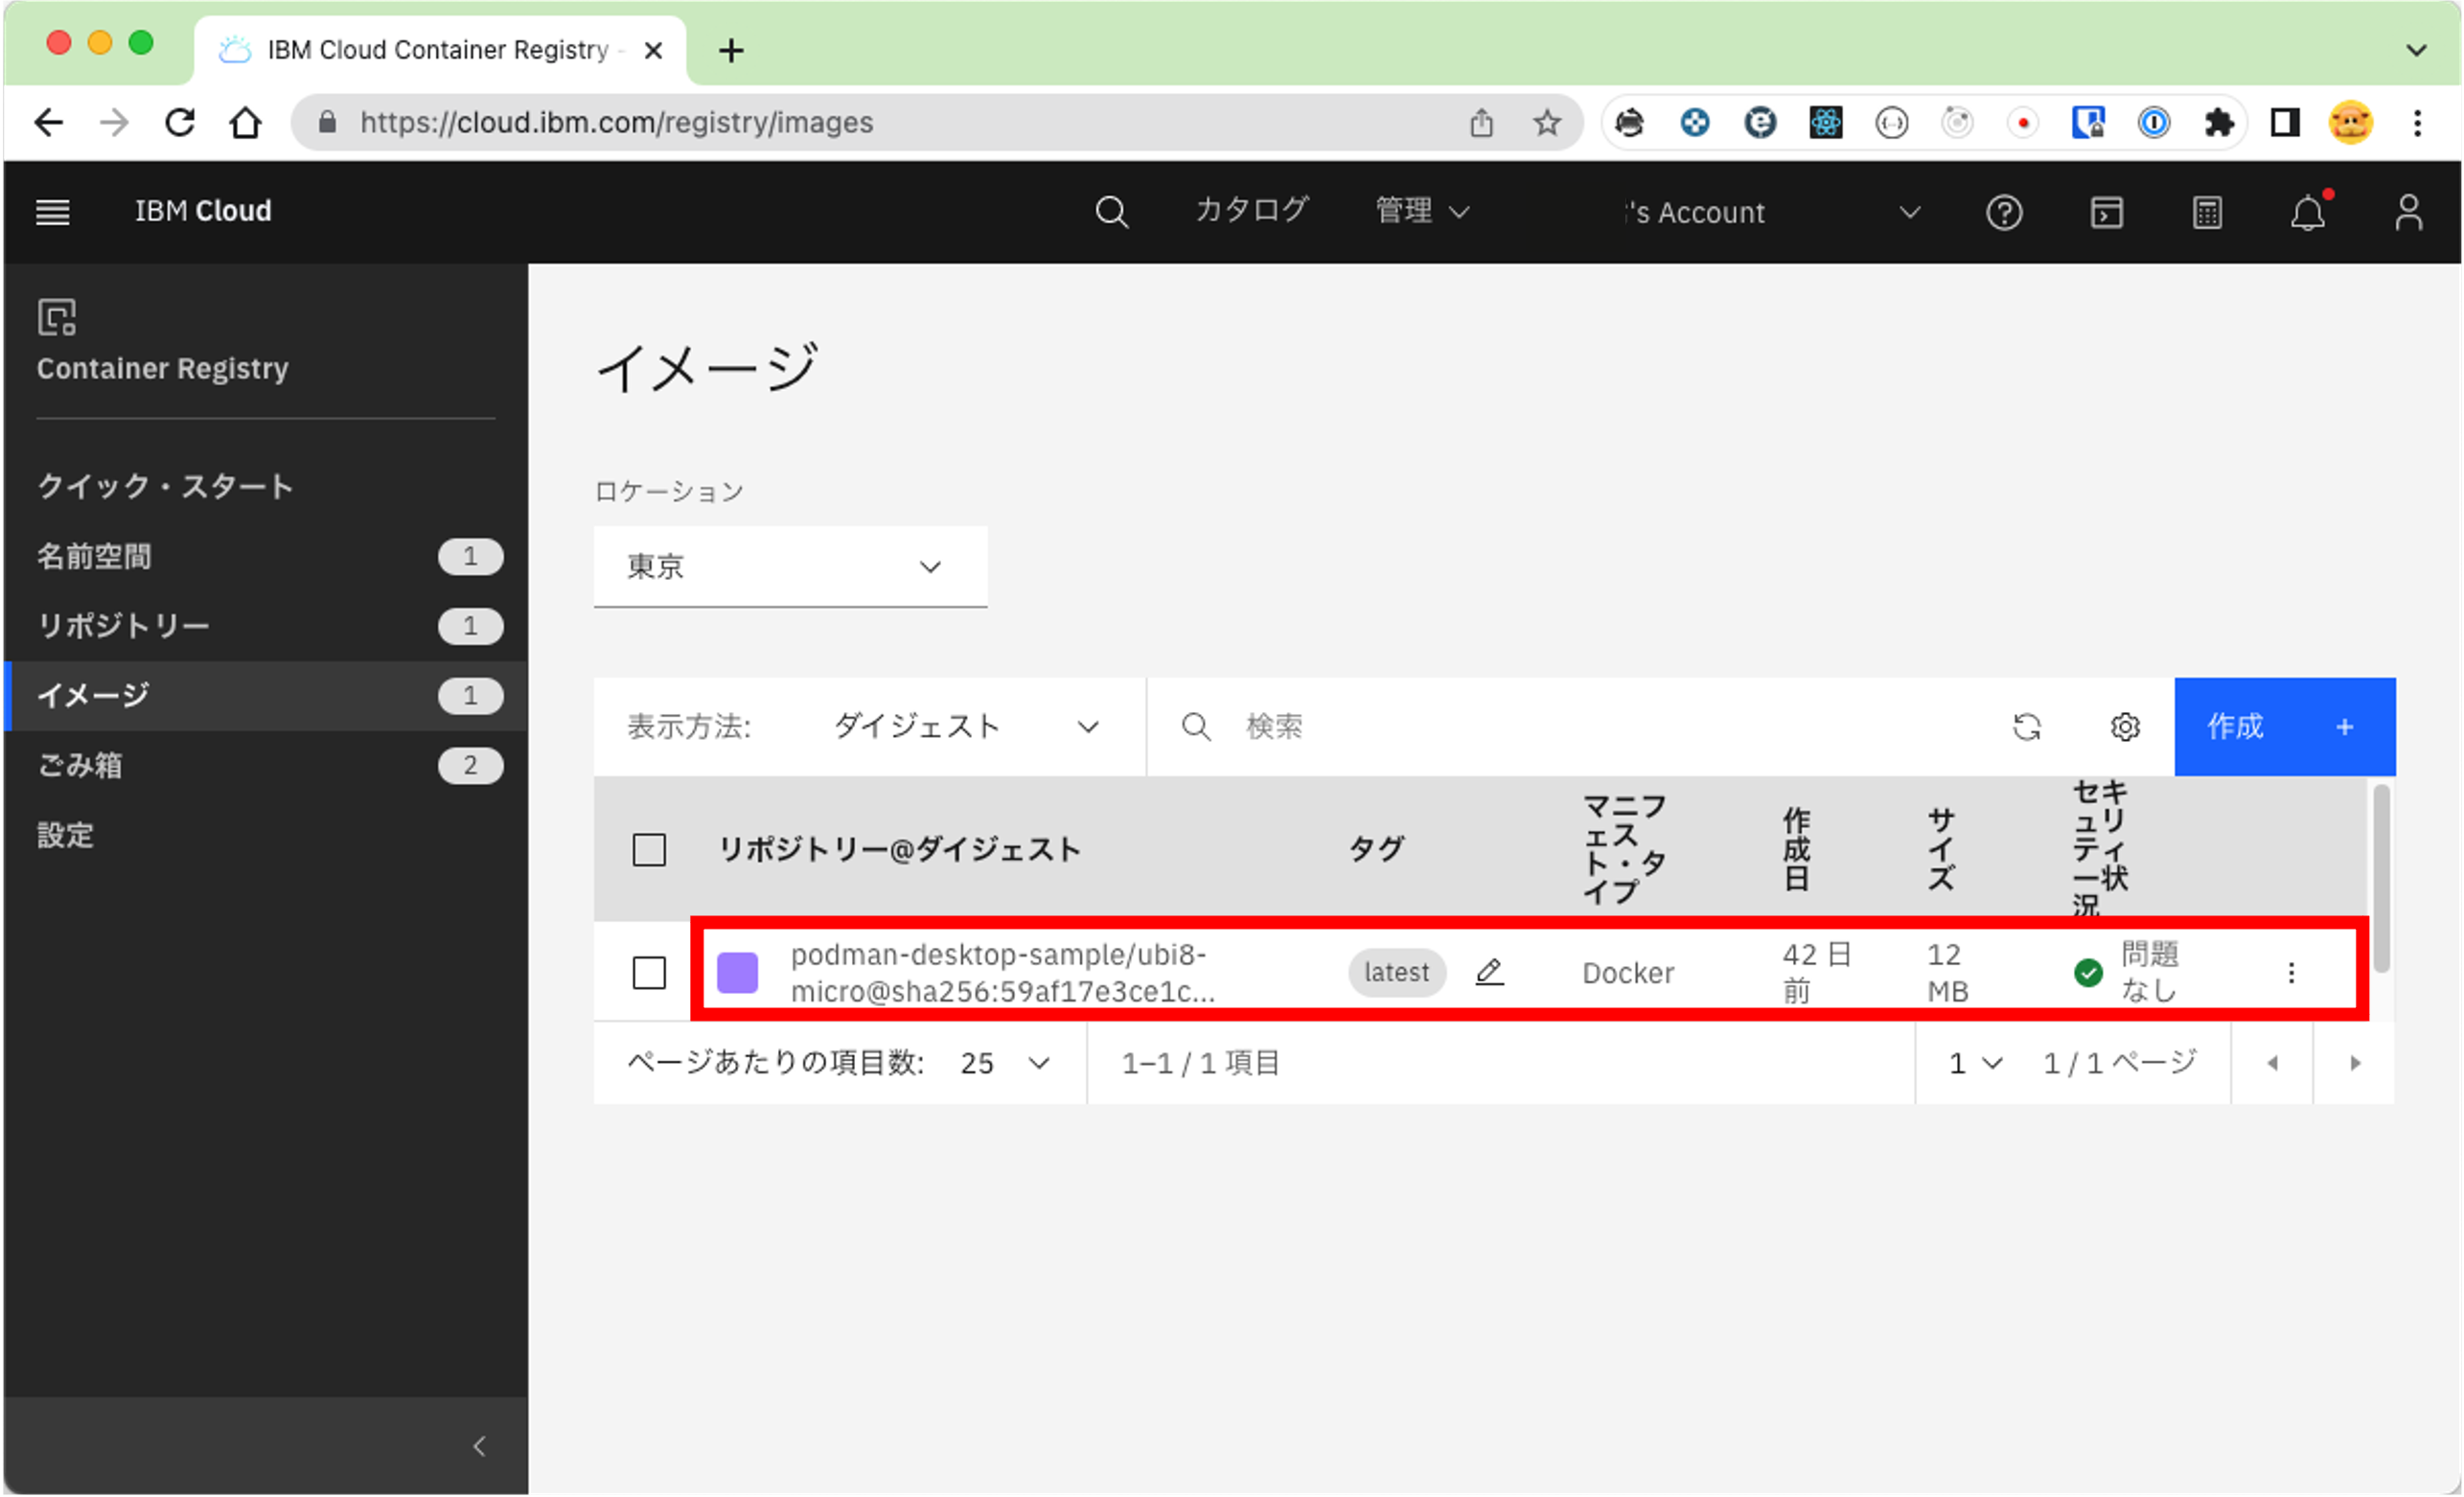 IBM Cloud Container Registry -
https://cloud.ibm.com/registry/images
IBM Cloud
カタログ
管理
's Account
Container Registry
クイック・スタート
名前空間 1
リポジトリー 1
イメージ 1
ごみ箱 2
設定
イメージ
ロケーション
東京
表示方法: ダイジェスト
検索
作成 +
リポジトリー@ダイジェスト
タグ
マニフ
ェス
ト・タ
イプ
作
成
日
サ
イ
ズ
セキ
ュリ
ティ
ー状
況
podman-desktop-sample/ubi8-
micro@sha256:59af17e3ce1c...
latest
Docker
42 日
前
12
MB
問題
なし
ページあたりの項目数: 25
1–1 / 1 項目
1
1 / 1 ページ